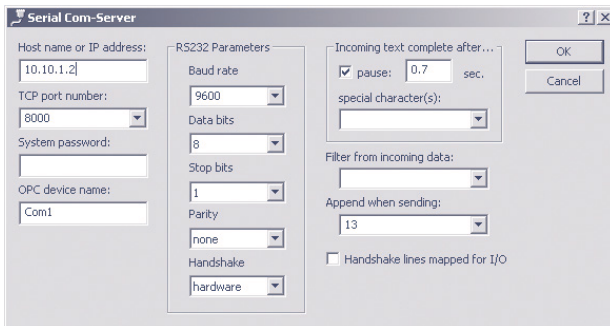 Serial Com-Server
Host name or IP address:
10.10.1.2
TCP port number:
8000
System password:
OPC device name:
Com1
RS232 Parameters
Baud rate
9600
Data bits
8
Stop bits
1
Parity
none
Handshake
hardware
Incoming text complete after...
pause: 0.7 sec.
special character(s):
Filter from incoming data:
Append when sending:
13
Handshake lines mapped for I/O
OK
Cancel